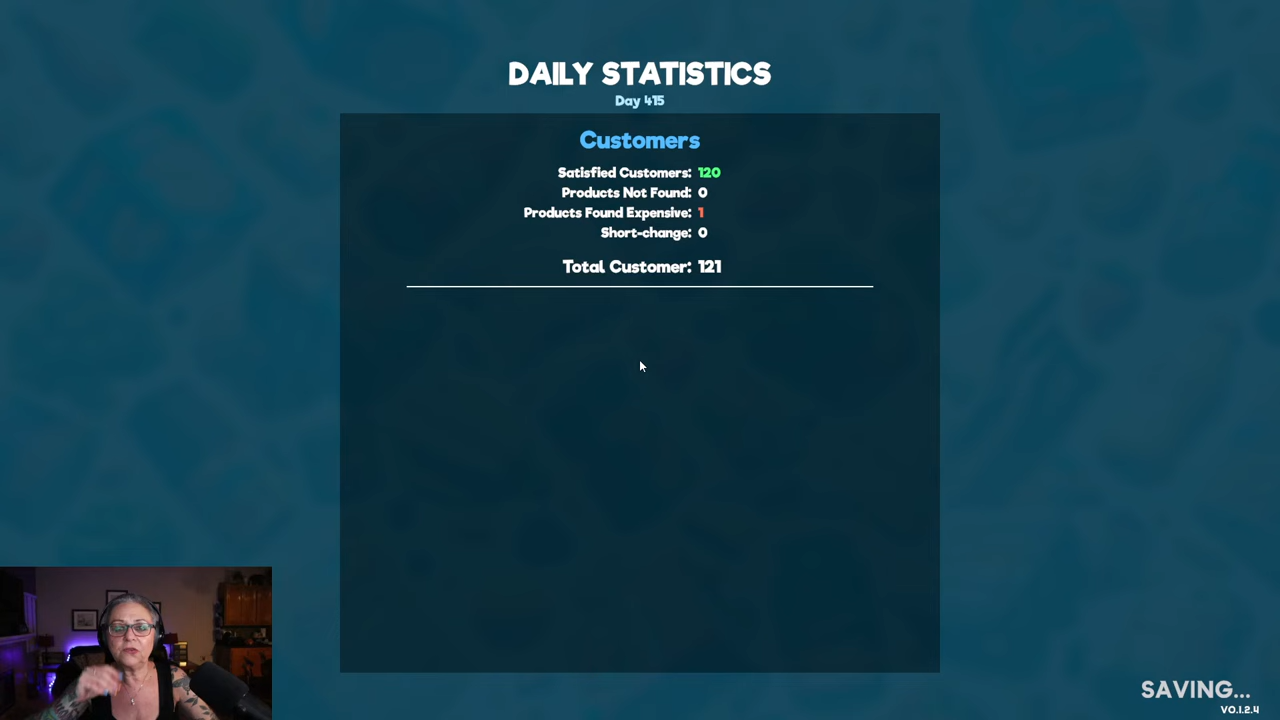 DAILY STATISTICS
Day 415
Customers
Satisfied Customers: 120
Products Not Found: 0
Products Found Expensive: 1
Short-change: 0
Total Customer: 121
SAVING...
V0.1.2.4